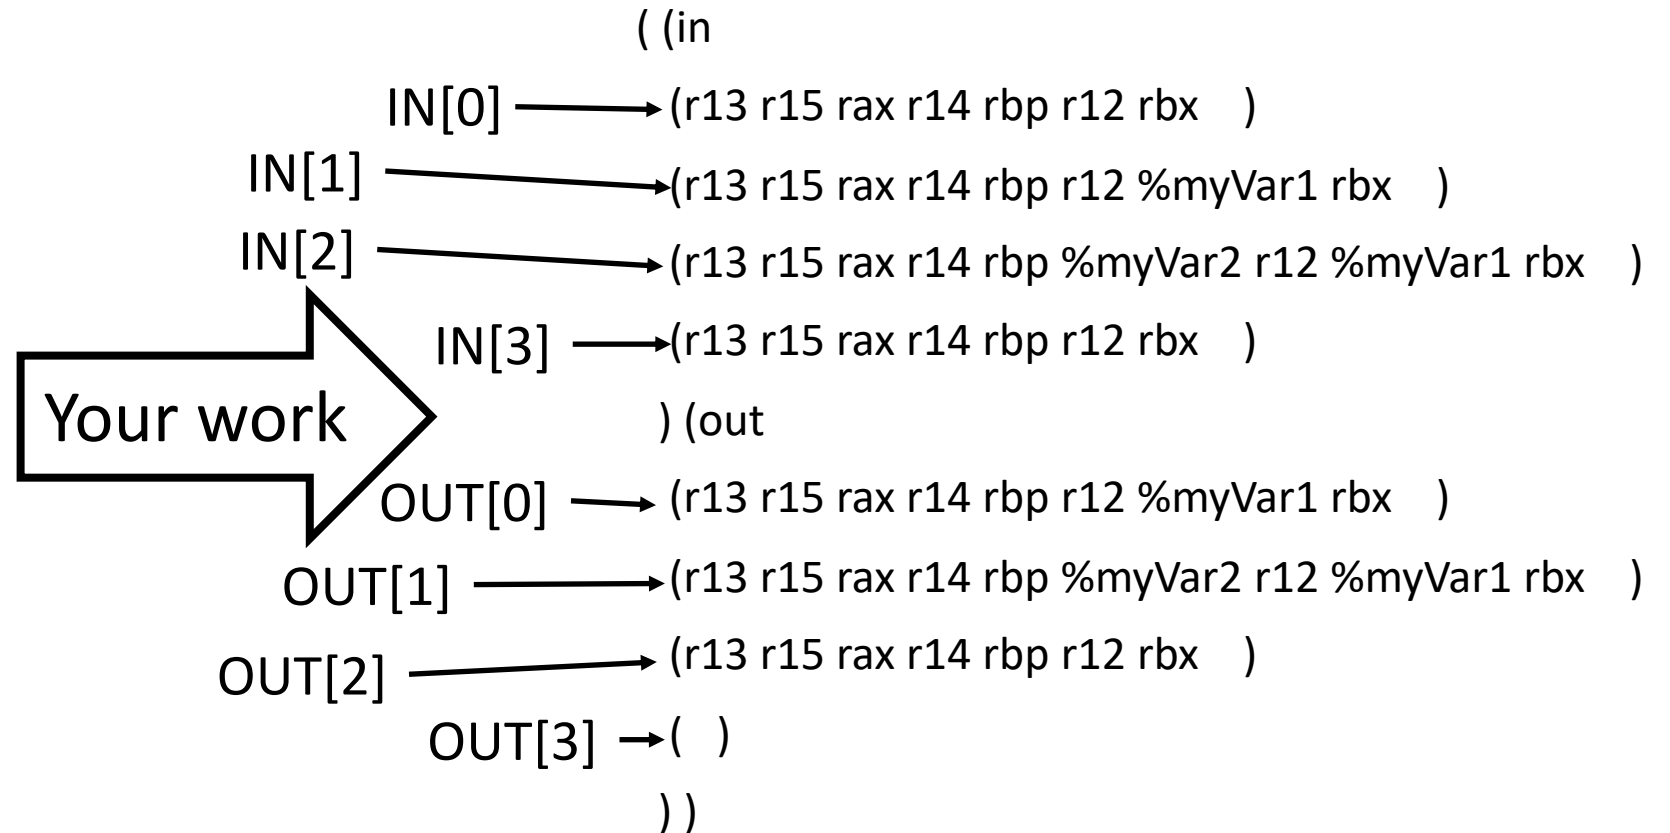 ( (in
IN[0] (r13 r15 rax r14 rbp r12 rbx )
IN[1] (r13 r15 rax r14 rbp r12 %myVar1 rbx )
IN[2] (r13 r15 rax r14 rbp %myVar2 r12 %myVar1 rbx )
IN[3] (r13 r15 rax r14 rbp r12 rbx )
Your work
) (out
OUT[0] (r13 r15 rax r14 rbp r12 %myVar1 rbx )
OUT[1] (r13 r15 rax r14 rbp %myVar2 r12 %myVar1 rbx )
OUT[2] (r13 r15 rax r14 rbp r12 rbx )
OUT[3] ( )
) )